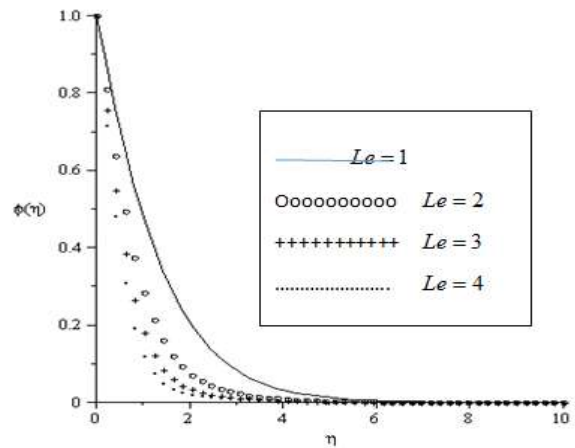 1.0
0.8
0.6
ϕ(η)
0.4
0.2
0
0 2 4 6 8 10
η
Le = 1
Ooooooooooo Le = 2
+++++++++++ Le = 3
....................... Le = 4